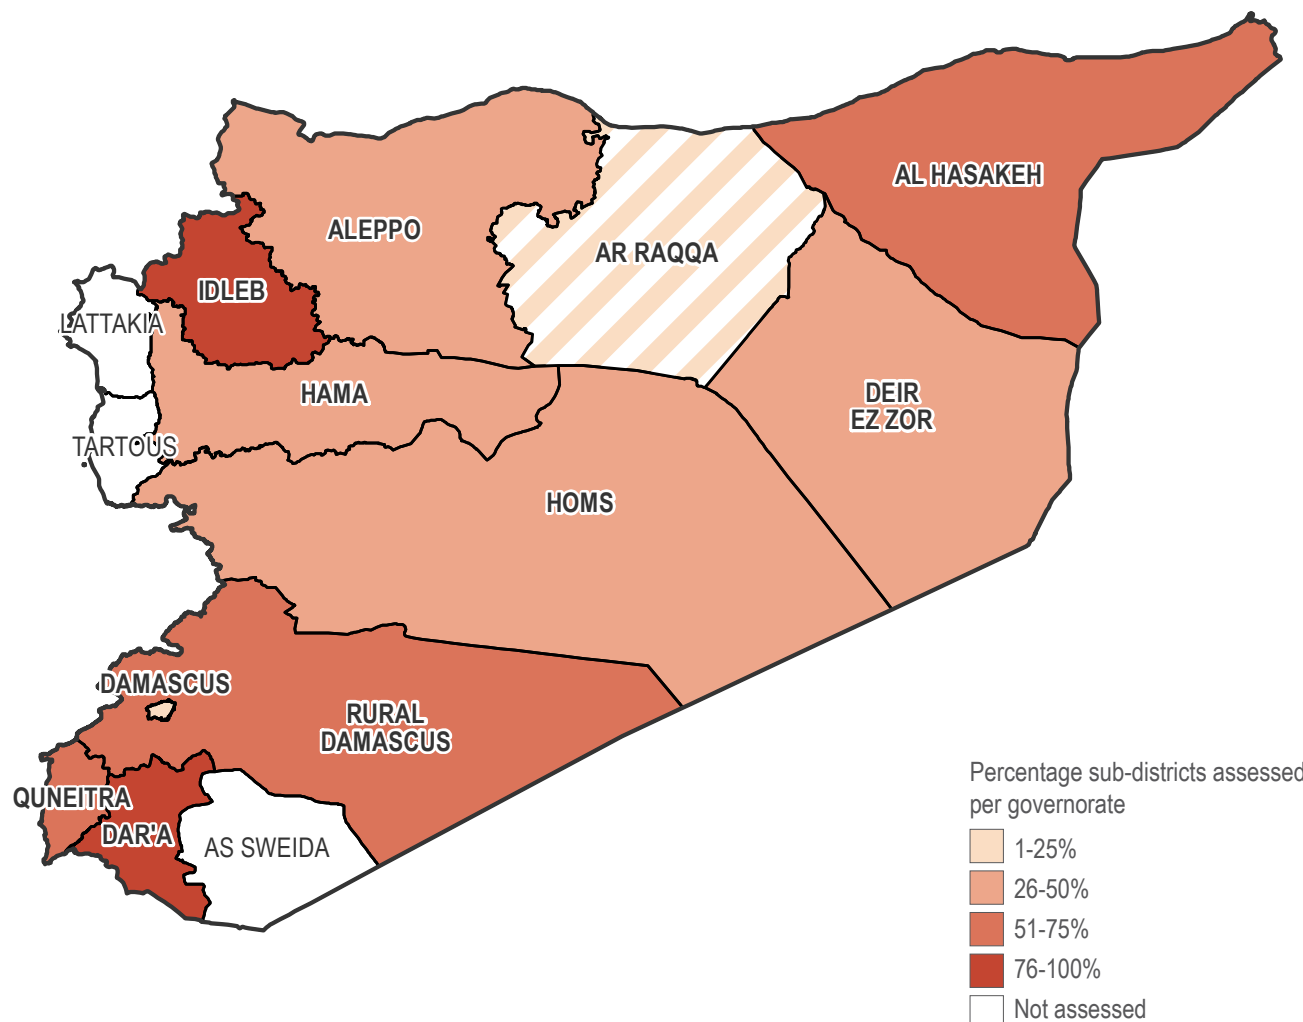 AL HASAKEH
ALEPPO
AR RAQQA
IDLEB
LATTAKIA
HAMA
DEIR
EZ ZOR
TARTOUS
HOMS
DAMASCUS
RURAL
DAMASCUS
QUNEITRA
DAR'A
AS SWEIDA
Percentage sub-districts assessed
per governorate
1-25%
26-50%
51-75%
76-100%
Not assessed